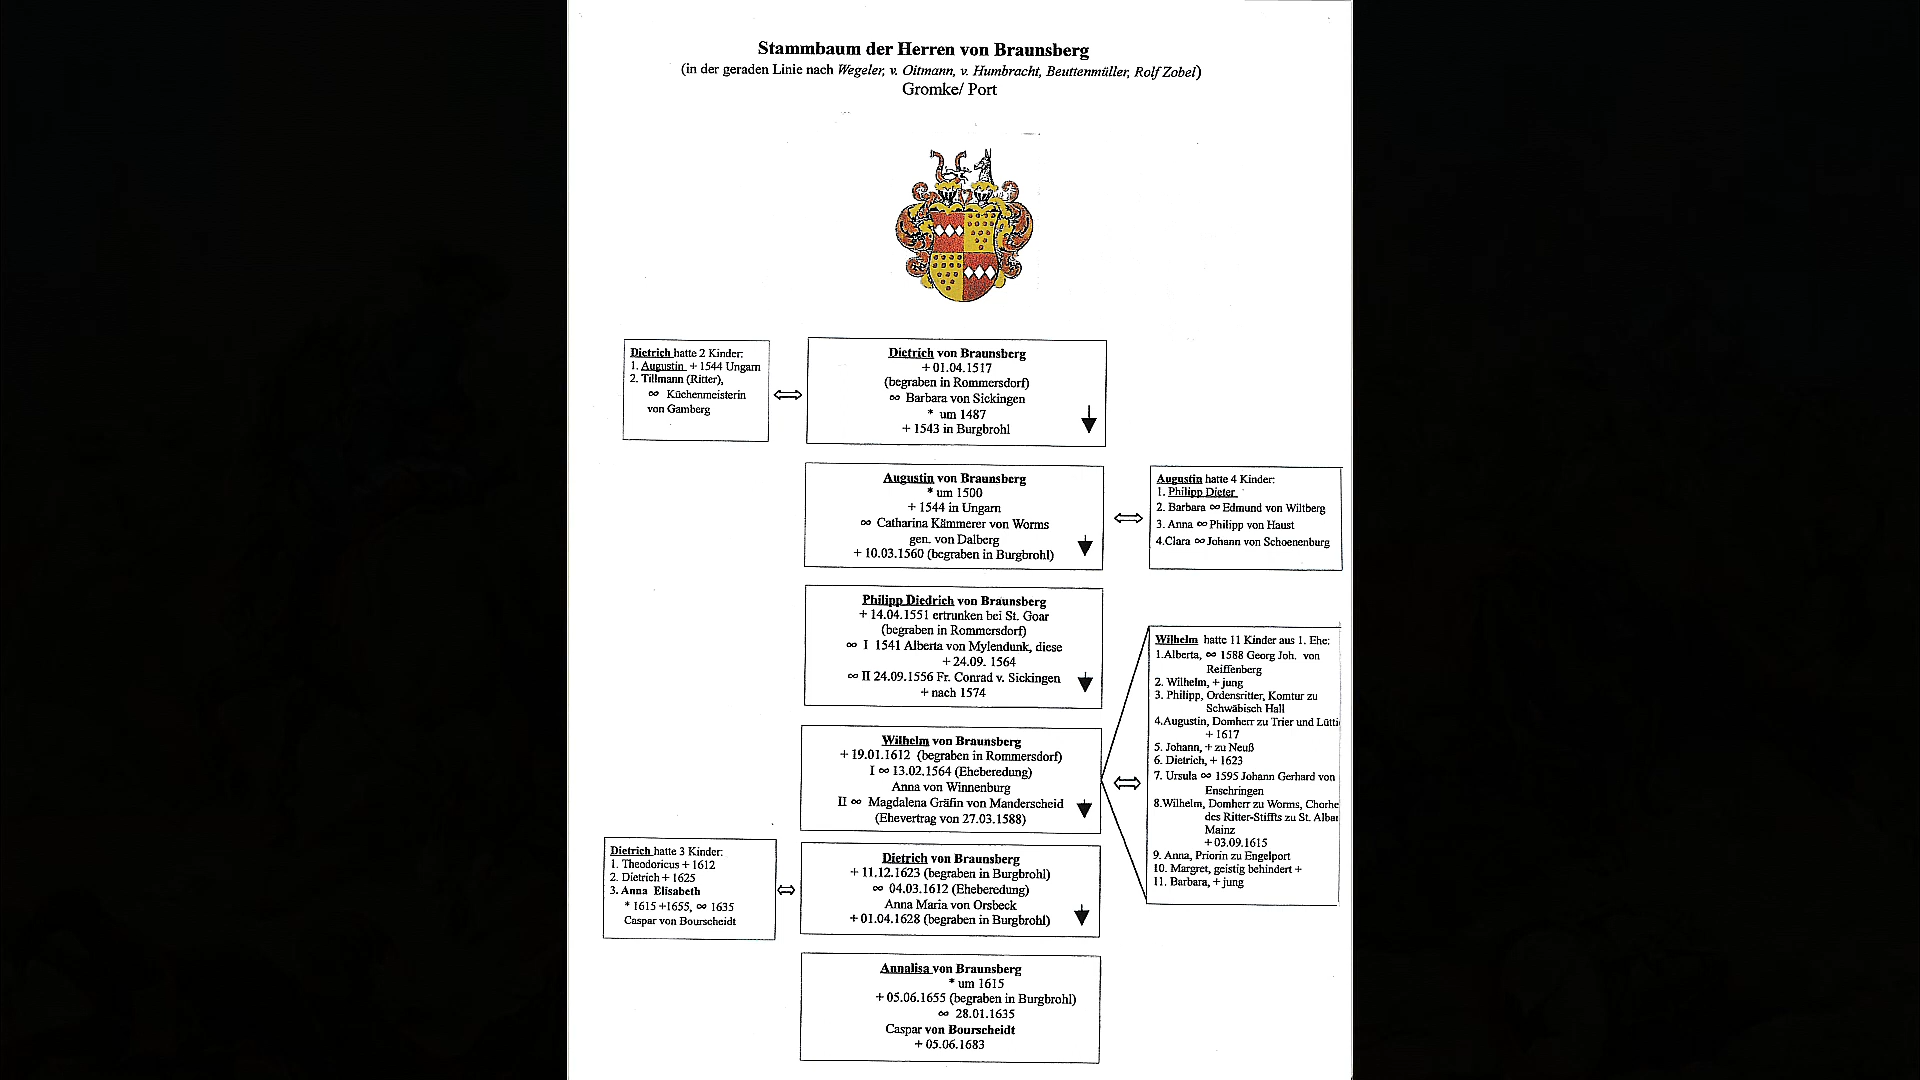 Stammbaum der Herren von Braunsberg
(in der geraden Linie nach Wegeler, v. Oitmann, v. Humbracht, Beuttenmüller, Rolf Zobel)
Gromke/ Port
Dietrich hatte 2 Kinder:
1. Augustin + 1544 Ungarn
2. Tillmann (Ritter),
∞ Küchenmeisterin
von Gamberg
Dietrich von Braunsberg
+ 01.04.1517
(begraben in Rommersdorf)
∞ Barbara von Sickingen
* um 1487
+ 1543 in Burgbrohl
Augustin von Braunsberg
* um 1500
+ 1544 in Ungarn
∞ Catharina Kämmerer von Worms
gen. von Dalberg
+ 10.03.1560 (begraben in Burgbrohl)
Augustin hatte 4 Kinder:
1. Philipp Dieter
2. Barbara ∞ Edmund von Wiltberg
3. Anna ∞ Philipp von Haust
4.Clara ∞ Johann von Schoenenburg
Philipp Diedrich von Braunsberg
+ 14.04.1551 ertrunken bei St. Goar
(begraben in Rommersdorf)
∞ I 1541 Alberta von Mylendunk, diese
+ 24.09. 1564
∞ II 24.09.1556 Fr. Conrad v. Sickingen
+ nach 1574
Wilhelm von Braunsberg
+ 19.01.1612 (begraben in Rommersdorf)
I ∞ 13.02.1564 (Eheberedung)
Anna von Winnenburg
II ∞ Magdalena Gräfin von Manderscheid
(Ehevertrag von 27.03.1588)
Wilhelm hatte 11 Kinder aus 1. Ehe:
1.Alberta, ∞ 1588 Georg Joh. von
Reiffenberg
2. Wilhelm, + jung
3. Philipp, Ordensritter, Komtur zu
Schwäbisch Hall
4.Augustin, Domherr zu Trier und Lütti
+ 1617
5. Johann, + zu Neuß
6. Dietrich, + 1623
7. Ursula ∞ 1595 Johann Gerhard von
Enschringen
8.Wilhelm, Domherr zu Worms, Chorhe
des Ritter-Stiffts zu St. Alban
Mainz
+ 03.09.1615
9. Anna, Priorin zu Engelport
10. Margret, geistig behindert +
11. Barbara, + jung
Dietrich hatte 3 Kinder:
1. Theodoricus + 1612
2. Dietrich + 1625
3. Anna Elisabeth
* 1615 +1655, ∞ 1635
Caspar von Bourscheidt
Dietrich von Braunsberg
+ 11.12.1623 (begraben in Burgbrohl)
∞ 04.03.1612 (Eheberedung)
Anna Maria von Orsbeck
+ 01.04.1628 (begraben in Burgbrohl)
Annalisa von Braunsberg
* um 1615
+ 05.06.1655 (begraben in Burgbrohl)
∞ 28.01.1635
Caspar von Bourscheidt
+ 05.06.1683